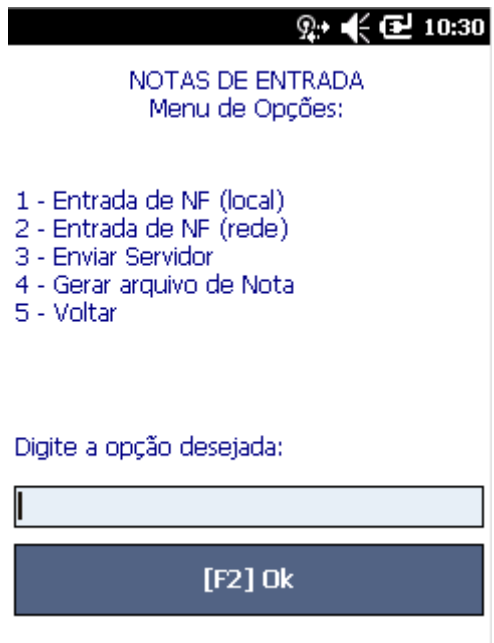 10:30
NOTAS DE ENTRADA
Menu de Opções:
1 - Entrada de NF (local)
2 - Entrada de NF (rede)
3 - Enviar Servidor
4 - Gerar arquivo de Nota
5 - Voltar
Digite a opção desejada:
[F2] Ok